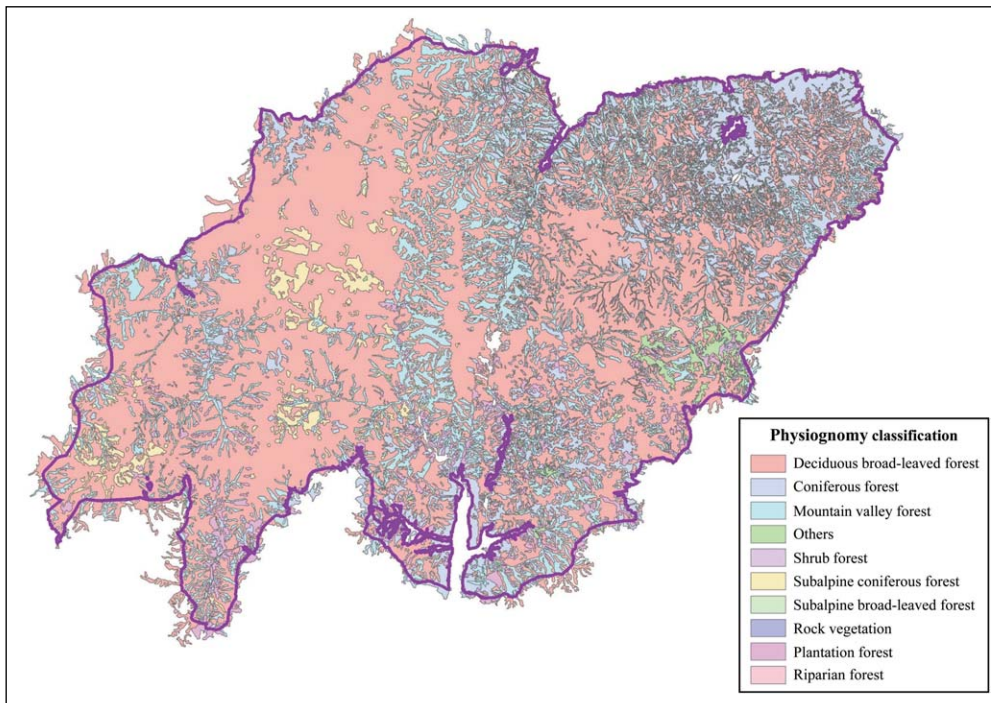 Physiognomy classification
Deciduous broad-leaved forest
Coniferous forest
Mountain valley forest
Others
Shrub forest
Subalpine coniferous forest
Subalpine broad-leaved forest
Rock vegetation
Plantation forest
Riparian forest